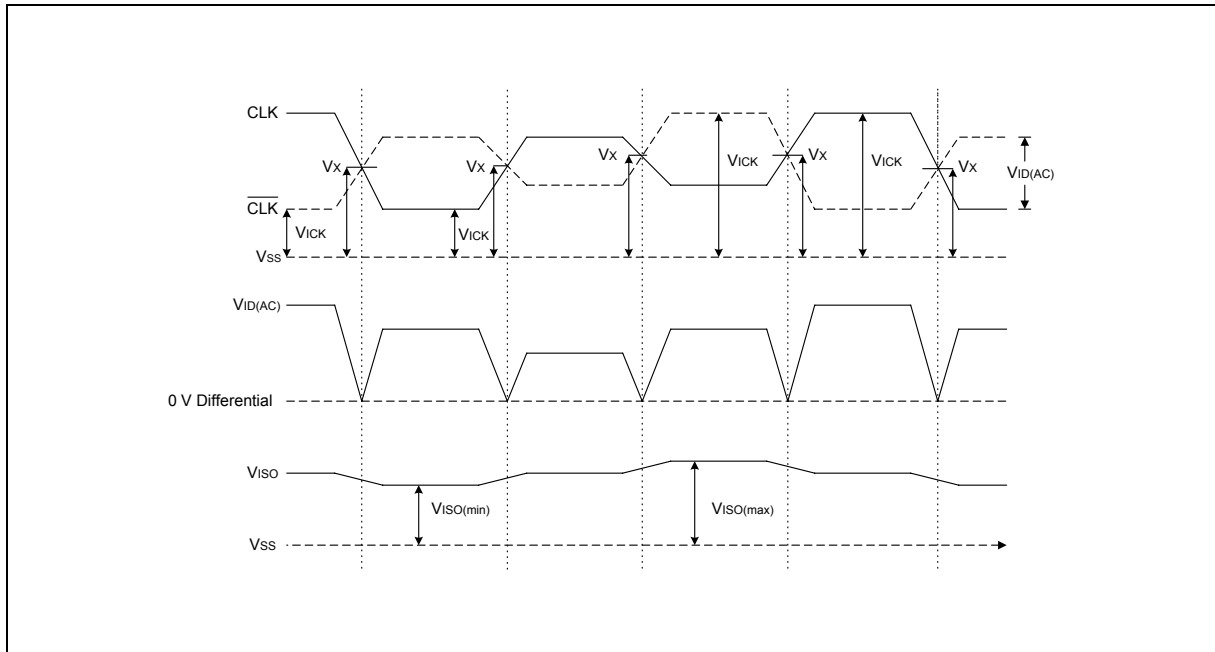 CLK
VX VX VX VICK VX VICK VX VID(AC)
CLK
VICK VICK
VSS
VID(AC)
0 V Differential
VISO
VISO(min) VISO(max)
VSS